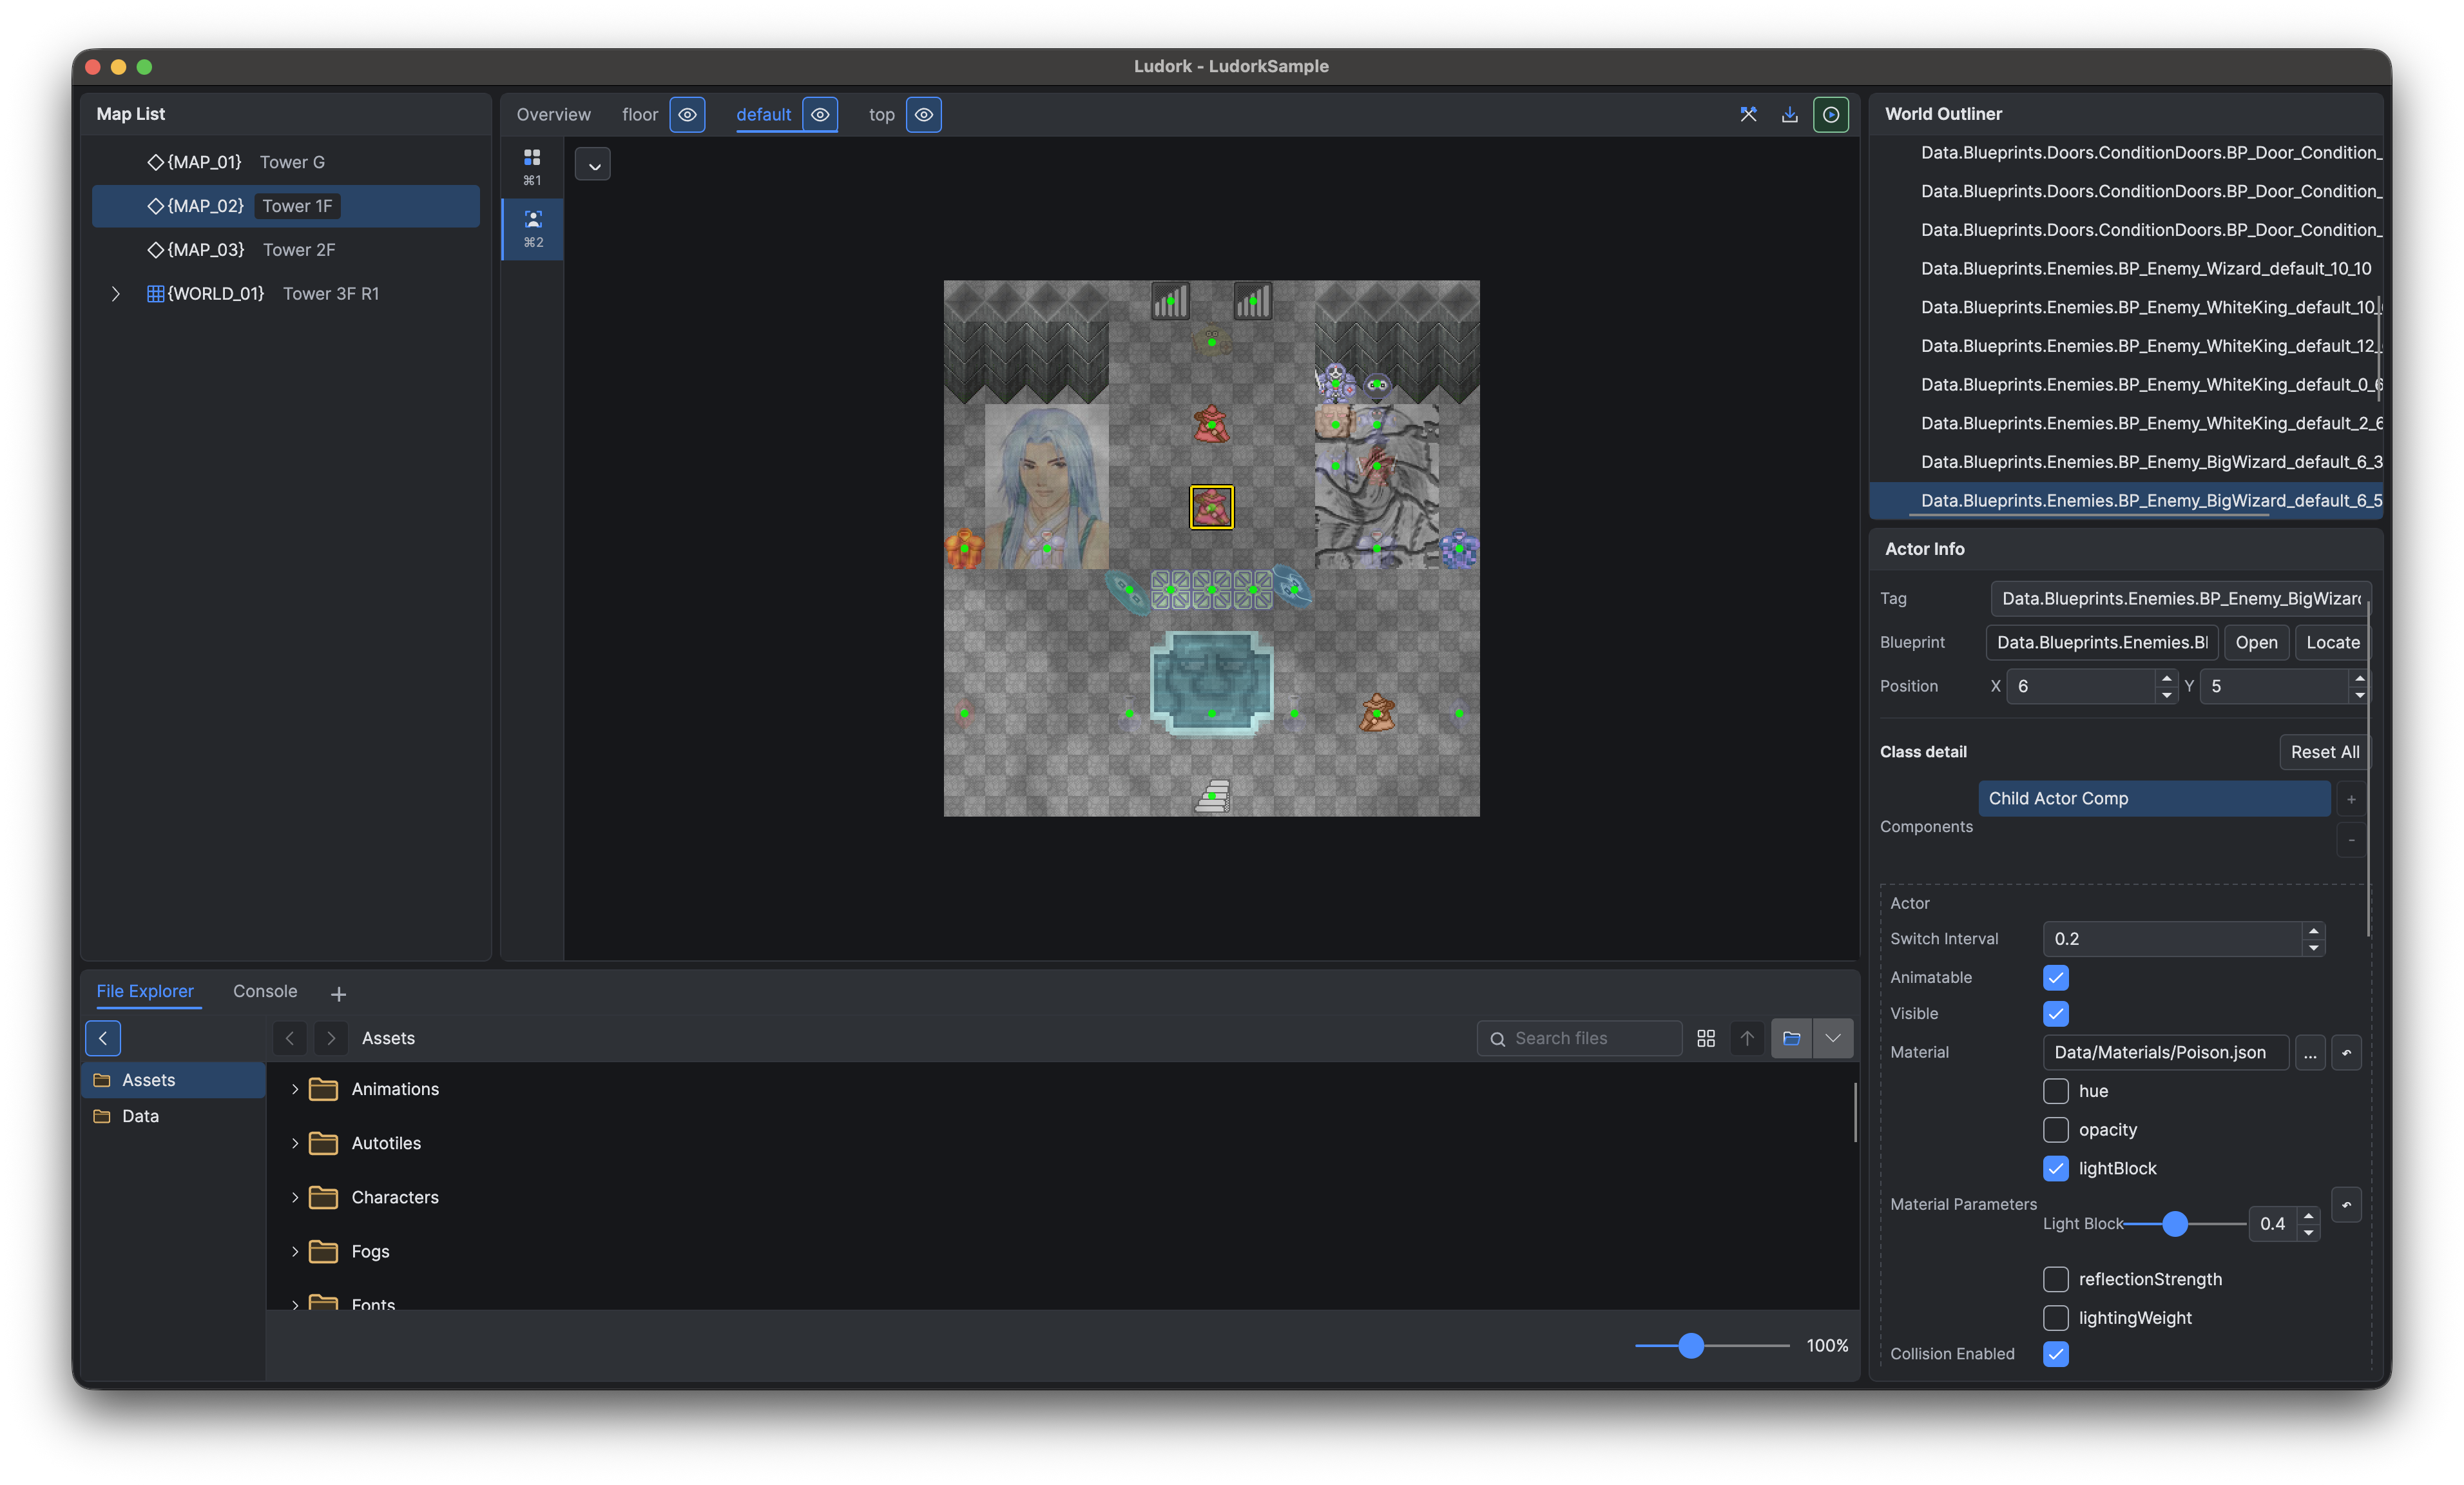 Ludork - LudorkSample
Map List
{MAP_01} Tower G
{MAP_02} Tower 1F
{MAP_03} Tower 2F
{WORLD_01} Tower 3F R1
Overview floor default top
⌘1
⌘2
World Outliner
Data.Blueprints.Doors.ConditionDoors.BP_Door_Condition_
Data.Blueprints.Doors.ConditionDoors.BP_Door_Condition_
Data.Blueprints.Doors.ConditionDoors.BP_Door_Condition_
Data.Blueprints.Enemies.BP_Enemy_Wizard_default_10_10
Data.Blueprints.Enemies.BP_Enemy_WhiteKing_default_10_
Data.Blueprints.Enemies.BP_Enemy_WhiteKing_default_12_
Data.Blueprints.Enemies.BP_Enemy_WhiteKing_default_0_6
Data.Blueprints.Enemies.BP_Enemy_WhiteKing_default_2_6
Data.Blueprints.Enemies.BP_Enemy_BigWizard_default_6_3
Data.Blueprints.Enemies.BP_Enemy_BigWizard_default_6_5
Actor Info
Tag Data.Blueprints.Enemies.BP_Enemy_BigWizard
Blueprint Data.Blueprints.Enemies.BP Open Locate
Position X 6 Y 5
Class detail Reset All
Child Actor Comp +
Components
-
Actor
Switch Interval 0.2
Animatable
Visible
Material Data/Materials/Poison.json ...
hue
opacity
lightBlock
Material Parameters
Light Block 0.4
reflectionStrength
lightingWeight
Collision Enabled
File Explorer Console +
Assets Search files
Assets
Data
Animations
Autotiles
Characters
Fogs
Fonts
100%